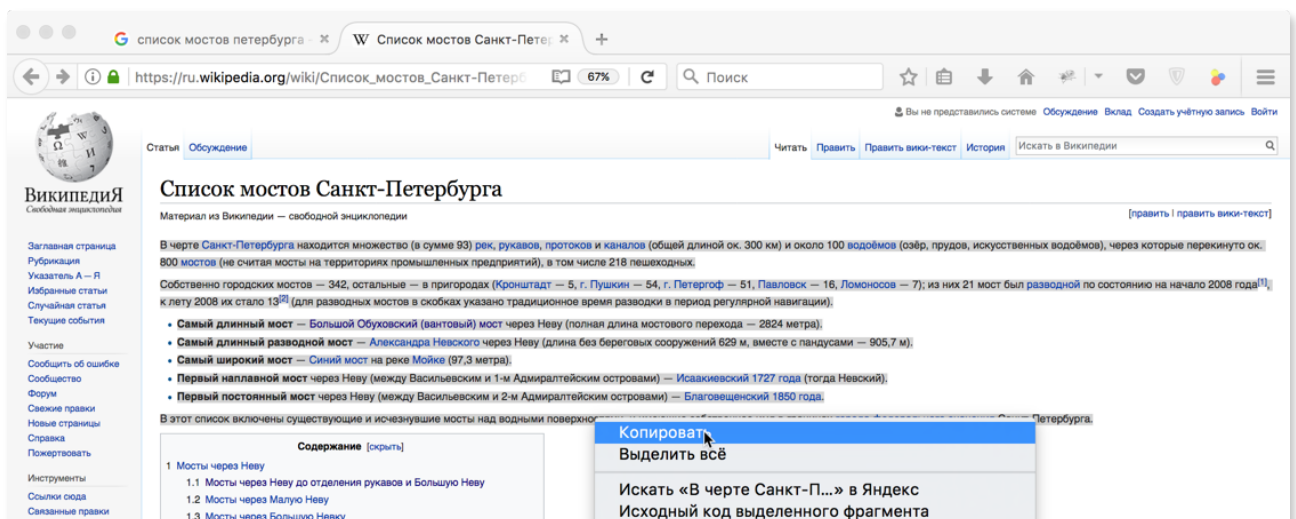 список мостов петербурга -
W Список мостов Санкт-Пете
https://ru.wikipedia.org/wiki/Список_мостов_Санкт-Петерб
67%
Поиск
Вы не представились системе Обсуждение Вклад Создать учётную запись Войти
Статья Обсуждение
Читать Править Править вики-текст История
Искать в Википедии
ВикипедиЯ
Свободная энциклопедия
Заглавная страница
Рубрикация
Указатель А — Я
Избранные статьи
Случайная статья
Текущие события
Участие
Сообщить об ошибке
Сообщество
Форум
Свежие правки
Новые страницы
Справка
Пожертвовать
Инструменты
Ссылки сюда
Связанные правки
Список мостов Санкт-Петербурга
Материал из Википедии — свободной энциклопедии
[править | править вики-текст]
В черте Санкт-Петербурга находится множество (в сумме 93) рек, рукавов, протоков и каналов (общей длиной ок. 300 км) и около 100 водоёмов (озёр, прудов, искусственных водоёмов), через которые перекинуто ок.
800 мостов (не считая мосты на территориях промышленных предприятий), в том числе 218 пешеходных.
Собственно городских мостов — 342, остальные — в пригородах (Кронштадт — 5, г. Пушкин — 54, г. Петергоф — 51, Павловск — 16, Ломоносов — 7); из них 21 мост был разводной по состоянию на начало 2008 года[1],
к лету 2008 их стало 13[2] (для разводных мостов в скобках указано традиционное время разводки в период регулярной навигации).
• Самый длинный мост — Большой Обуховский (вантовый) мост через Неву (полная длина мостового перехода — 2824 метра).
• Самый длинный разводной мост — Александра Невского через Неву (длина без береговых сооружений 629 м, вместе с пандусами — 905,7 м).
• Самый широкий мост — Синий мост на реке Мойке (97,3 метра).
• Первый наплавной мост через Неву (между Васильевским и 1-м Адмиралтейским островами) — Исаакиевский 1727 года (тогда Невский).
• Первый постоянный мост через Неву (между Васильевским и 2-м Адмиралтейским островами) — Благовещенский 1850 года.
В этот список включены существующие и исчезнувшие мосты над водными Петербурга.
Содержание [скрыть]
1 Мосты через Неву
1.1 Мосты через Неву до отделения рукавов и Большую Неву
1.2 Мосты через Малую Неву
1.3 Мосты через Большую Невку
Копировать
Выделить всё
Искать «В черте Санкт-П...» в Яндекс
Исходный код выделенного фрагмента